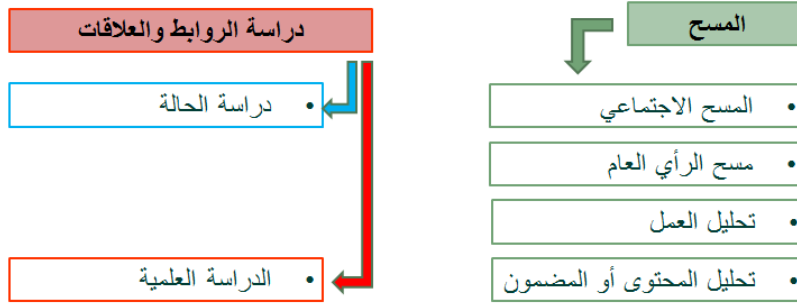 المسح
• المسح الاجتماعي
• مسح الرأي العام
• تحليل العمل
• تحليل المحتوى أو المضمون
دراسة الروابط والعلاقات
• دراسة الحالة
• الدراسة العلمية